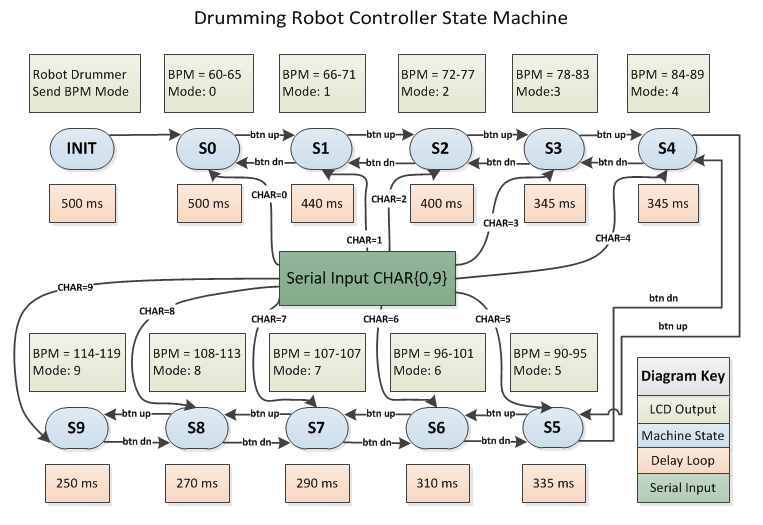 Drumming Robot Controller State Machine
Robot Drummer
Send BPM Mode
BPM = 60-65
Mode: 0
BPM = 66-71
Mode: 1
BPM = 72-77
Mode: 2
BPM = 78-83
Mode:3
BPM = 84-89
Mode: 4
INIT
S0
btn up
btn dn
S1
btn up
btn dn
S2
btn up
btn dn
S3
btn up
btn dn
S4
500 ms
500 ms
440 ms
400 ms
345 ms
345 ms
CHAR=0
CHAR=1
CHAR=2
CHAR=3
CHAR=4
Serial Input CHAR{0,9}
CHAR=9
CHAR=8
CHAR=7
CHAR=6
CHAR=5
btn dn
btn up
BPM = 114-119
Mode: 9
BPM = 108-113
Mode: 8
BPM = 107-107
Mode: 7
BPM = 96-101
Mode: 6
BPM = 90-95
Mode: 5
S9
btn up
btn dn
S8
btn up
btn dn
S7
btn up
btn dn
S6
btn up
btn dn
S5
250 ms
270 ms
290 ms
310 ms
335 ms
Diagram Key
LCD Output
Machine State
Delay Loop
Serial Input